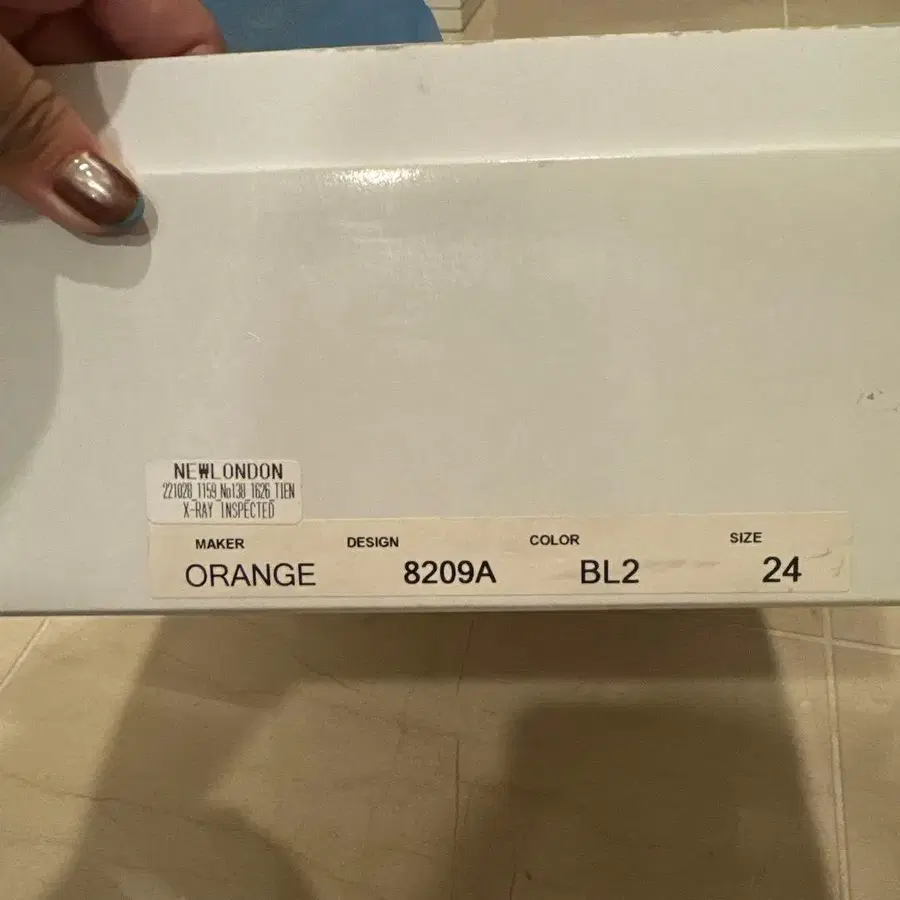 NEWLONDON
221028_1159_No138_1626_TIEN
X-RAY INSPECTED
MAKER DESIGN COLOR SIZE
ORANGE 8209A BL2 24